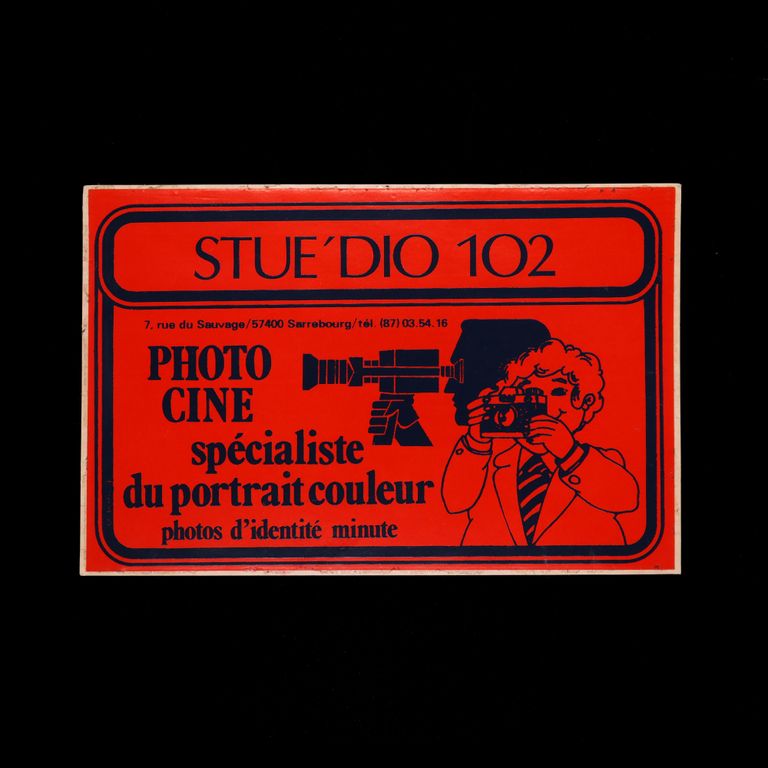 STUE´DIO 102
7, rue du Sauvage/57400 Sarrebourg/tél. (87) 03.54.16
PHOTO
CINE
spécialiste
du portrait couleur
photos d'identité minute